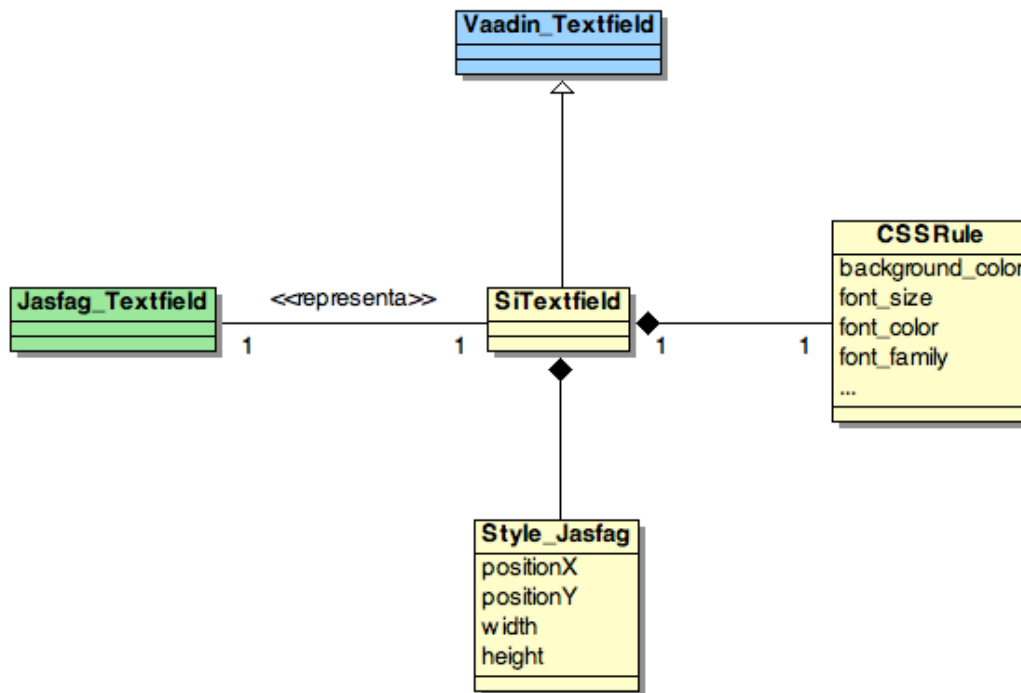 Vaadin_Textfield
CSSRule
background_color
font_size
font_color
font_family
...
Jasfag_Textfield
<<representa>>
SiTextfield
1
1
1
1
Style_Jasfag
positionX
positionY
width
height